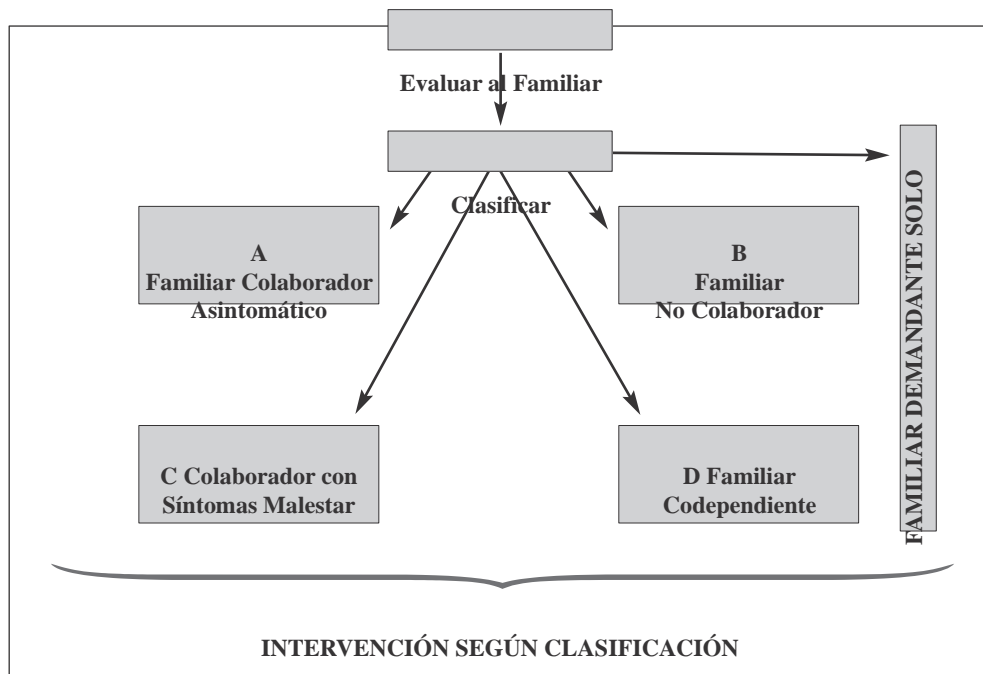 Evaluar al Familiar
Clasificar
A
Familiar Colaborador
Asintomático
B
Familiar
No Colaborador
C Colaborador con
Síntomas Malestar
D Familiar
Codependiente
FAMILIAR DEMANDANTE SOLO
INTERVENCIÓN SEGÚN CLASIFICACIÓN